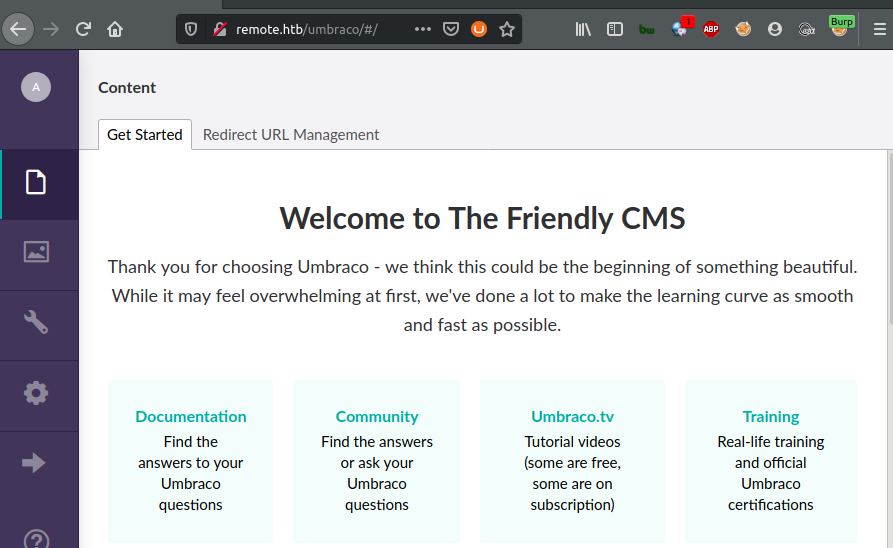 remote.htb/umbraco/#/
1
ABP
Burp
A
Content
Get Started
Redirect URL Management
Welcome to The Friendly CMS
Thank you for choosing Umbraco - we think this could be the beginning of something beautiful.
While it may feel overwhelming at first, we've done a lot to make the learning curve as smooth
and fast as possible.
Documentation
Find the
answers to your
Umbraco
questions
Community
Find the answers
or ask your
Umbraco
questions
Umbraco.tv
Tutorial videos
(some are free,
some are on
subscription)
Training
Real-life training
and official
Umbraco
certifications